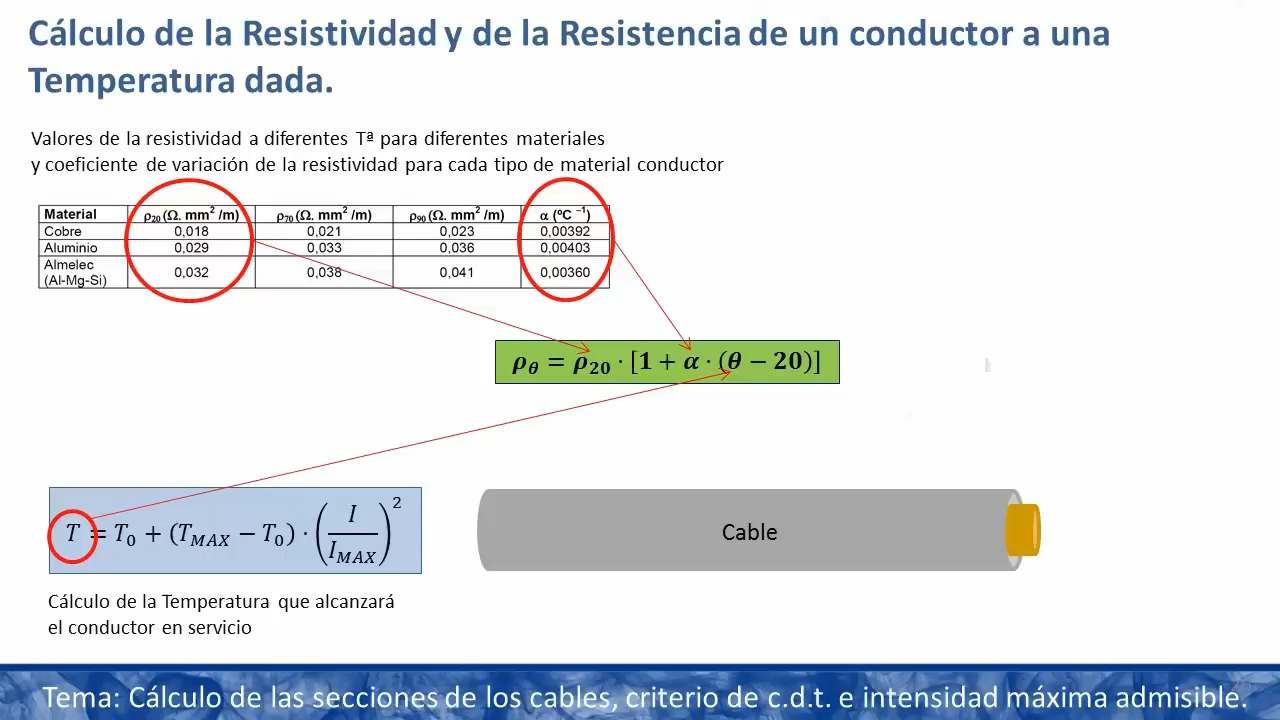 Cálculo de la Resistividad y de la Resistencia de un conductor a una
Temperatura dada.
Valores de la resistividad a diferentes Tª para diferentes materiales
y coeficiente de variación de la resistividad para cada tipo de material conductor
Material ρ20 (Ω. mm² /m) ρ70 (Ω. mm² /m) ρ90 (Ω. mm² /m) α (ºC ⁻¹)
Cobre 0,018 0,021 0,023 0,00392
Aluminio 0,029 0,033 0,036 0,00403
Almelec
(Al-Mg-Si) 0,032 0,038 0,041 0,00360
ρθ = ρ20 · [1 + α · (θ − 20)]
T = T0 + (TMAX − T0) · (I / IMAX)²
Cable
Cálculo de la Temperatura que alcanzará
el conductor en servicio
Tema: Cálculo de las secciones de los cables, criterio de c.d.t. e intensidad máxima admisible.